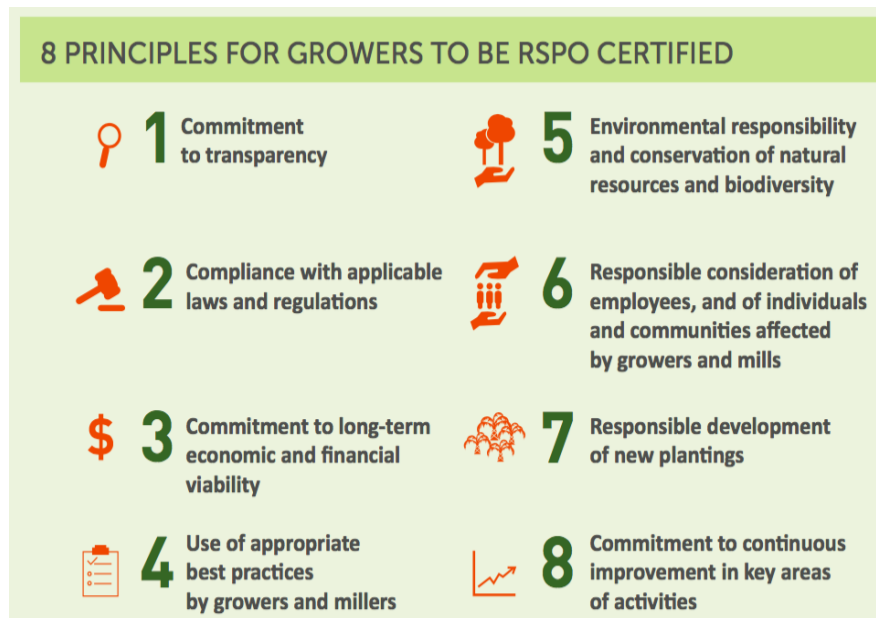 8 PRINCIPLES FOR GROWERS TO BE RSPO CERTIFIED
1 Commitment
to transparency
2 Compliance with applicable
laws and regulations
$ 3 Commitment to long-term
economic and financial
viability
4 Use of appropriate
best practices
by growers and millers
5 Environmental responsibility
and conservation of natural
resources and biodiversity
6 Responsible consideration of
employees, and of individuals
and communities affected
by growers and mills
7 Responsible development
of new plantings
8 Commitment to continuous
improvement in key areas
of activities